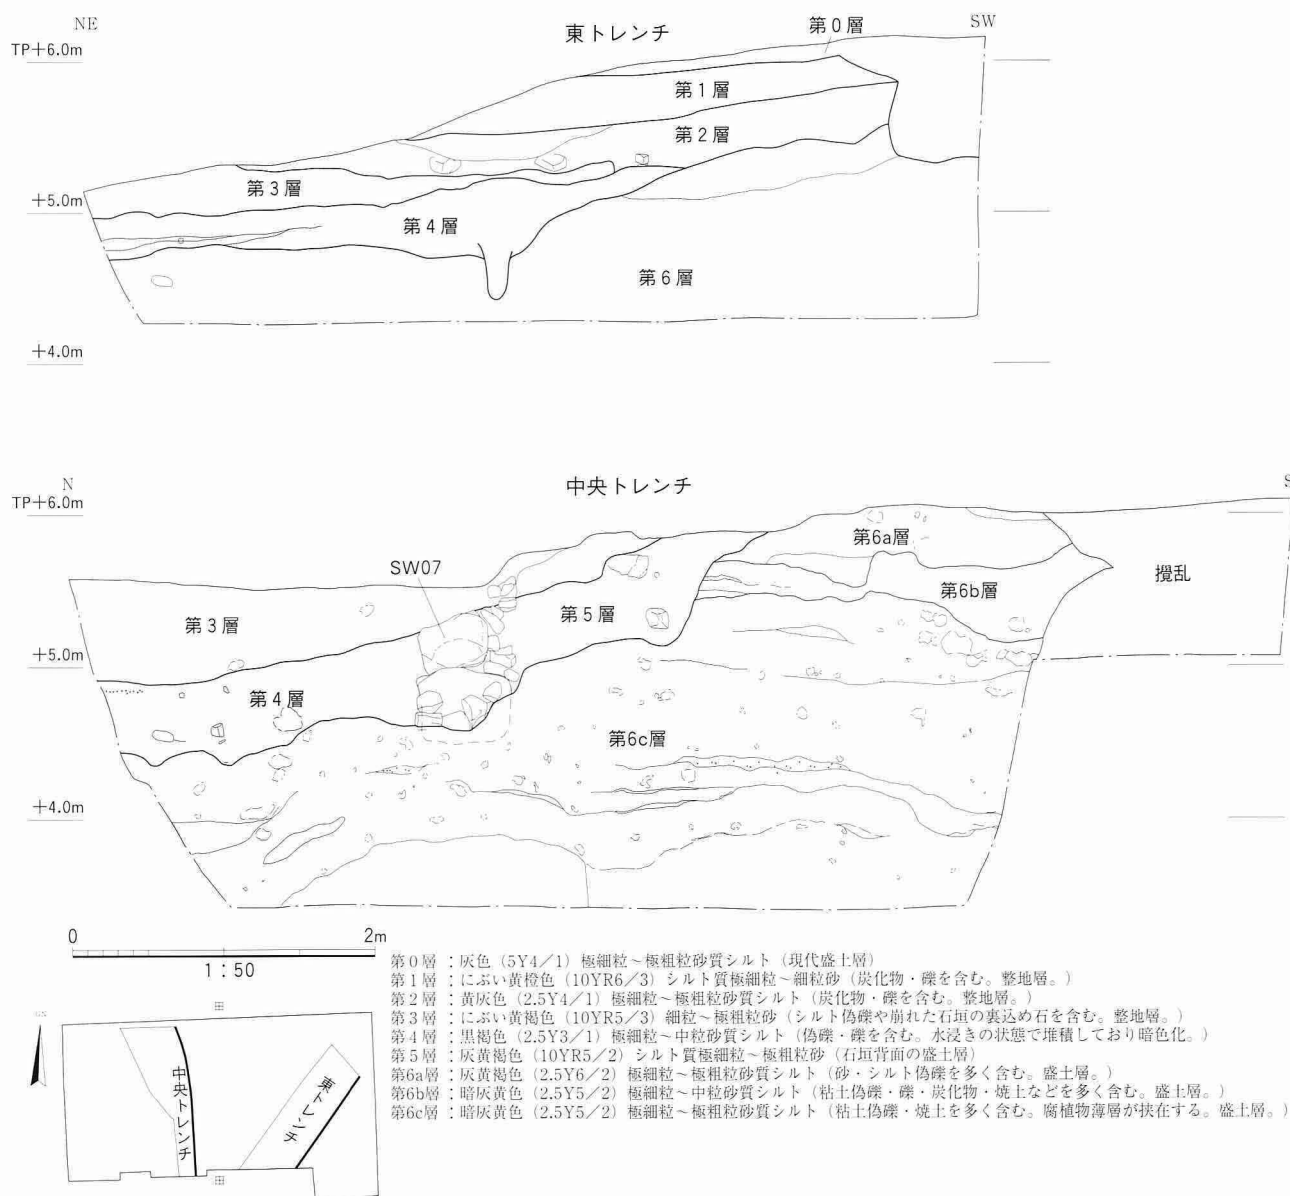 NE
東トレンチ
第０層
SW
TP+6.0m
第１層
第２層
第３層
+5.0m
第４層
第６層
+4.0m
N
中央トレンチ
S
TP+6.0m
第6a層
SW07
攪乱
第6b層
第５層
第３層
+5.0m
第４層
第6c層
+4.0m
0
2m
1：50
第０層：灰色（5Y4／1）極細粒～極粗粒砂質シルト（現代盛土層）
第１層：にぶい黄橙色（10YR6／3）シルト質極細粒～細粒砂（炭化物・礫を含む。整地層。）
第２層：黄灰色（2.5Y4／1）極細粒～極粗粒砂質シルト（炭化物・礫を含む。整地層。）
第３層：にぶい黄褐色（10YR5／3）細粒～極粗粒砂（シルト偽礫や崩れた石垣の裏込め石を含む。整地層。）
第４層：黒褐色（2.5Y3／1）極細粒～中粒砂質シルト（偽礫・礫を含む。水浸きの状態で堆積しており暗色化。）
第５層：灰黄褐色（10YR5／2）シルト質極細粒～極粗粒砂（石垣背面の盛土層）
第6a層：灰黄褐色（2.5Y6／2）極細粒～極粗粒砂質シルト（砂・シルト偽礫を多く含む。盛土層。）
第6b層：暗灰黄色（2.5Y5／2）極細粒～中粒砂質シルト（粘土偽礫・礫・炭化物・焼土などを多く含む。盛土層。）
第6c層：暗灰黄色（2.5Y5／2）極細粒～極粗粒砂質シルト（粘土偽礫・焼土を多く含む。腐植物薄層が挟在する。盛土層。）
中央トレンチ
東トレンチ